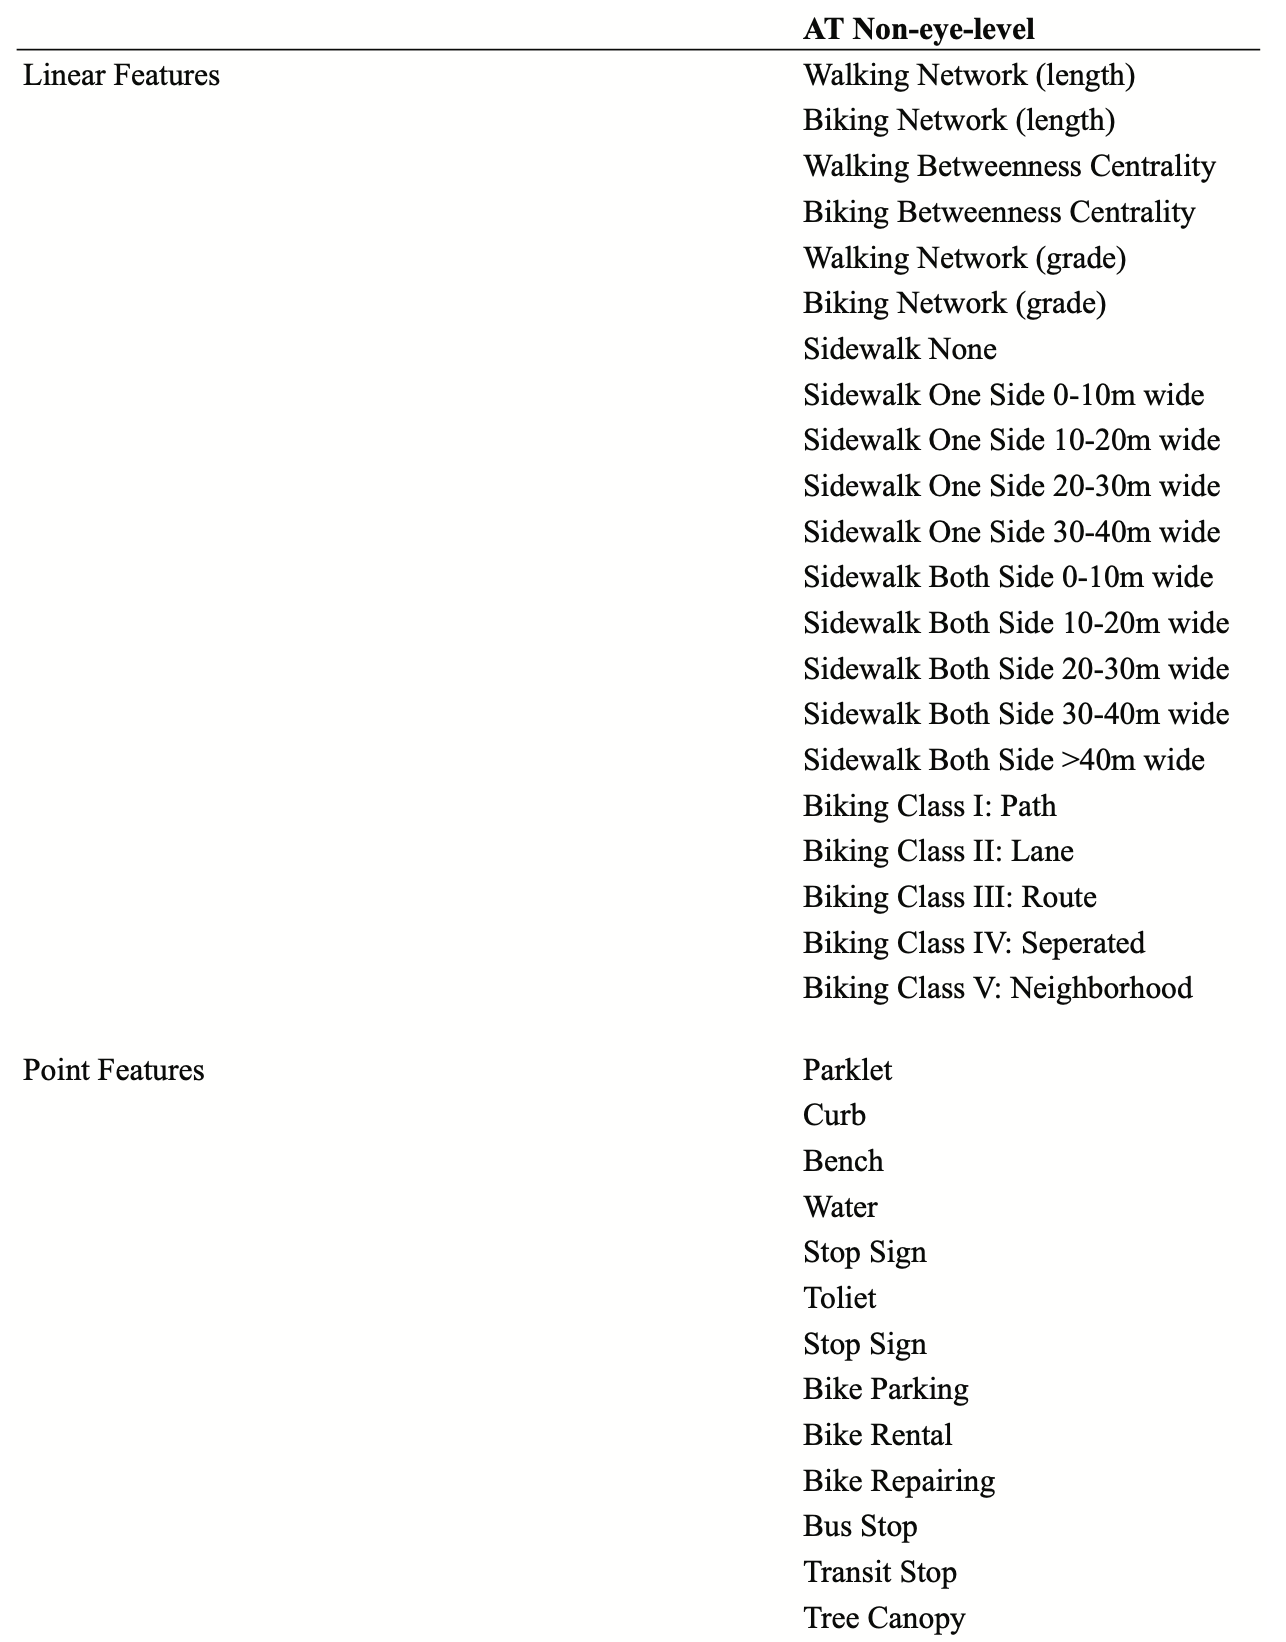 AT Non-eye-level
Linear Features Walking Network (length)
Biking Network (length)
Walking Betweenness Centrality
Biking Betweenness Centrality
Walking Network (grade)
Biking Network (grade)
Sidewalk None
Sidewalk One Side 0-10m wide
Sidewalk One Side 10-20m wide
Sidewalk One Side 20-30m wide
Sidewalk One Side 30-40m wide
Sidewalk Both Side 0-10m wide
Sidewalk Both Side 10-20m wide
Sidewalk Both Side 20-30m wide
Sidewalk Both Side 30-40m wide
Sidewalk Both Side >40m wide
Biking Class I: Path
Biking Class II: Lane
Biking Class III: Route
Biking Class IV: Seperated
Biking Class V: Neighborhood
Point Features Parklet
Curb
Bench
Water
Stop Sign
Toliet
Stop Sign
Bike Parking
Bike Rental
Bike Repairing
Bus Stop
Transit Stop
Tree Canopy